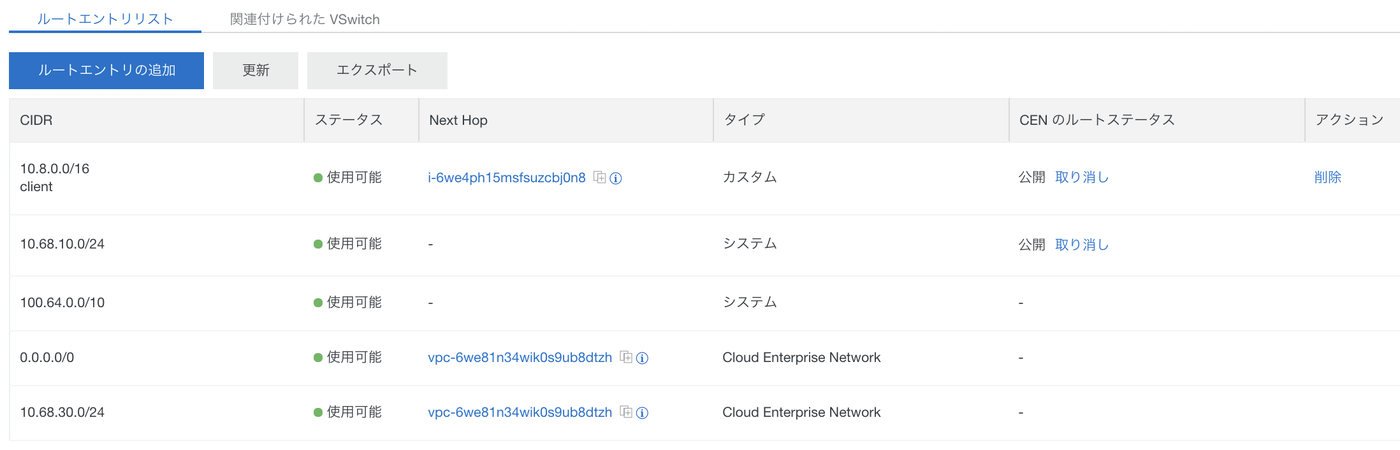 ルートエントリリスト 関連付けられた VSwitch
ルートエントリの追加 更新 エクスポート
CIDR ステータス Next Hop タイプ CEN のルートステータス アクション
10.8.0.0/16
client 使用可能 i-6we4ph15msfsuzcbj0n8 カスタム 公開 取り消し 削除
10.68.10.0/24 使用可能 - システム 公開 取り消し
100.64.0.0/10 使用可能 - システム -
0.0.0.0/0 使用可能 vpc-6we81n34wik0s9ub8dtzh Cloud Enterprise Network -
10.68.30.0/24 使用可能 vpc-6we81n34wik0s9ub8dtzh Cloud Enterprise Network -